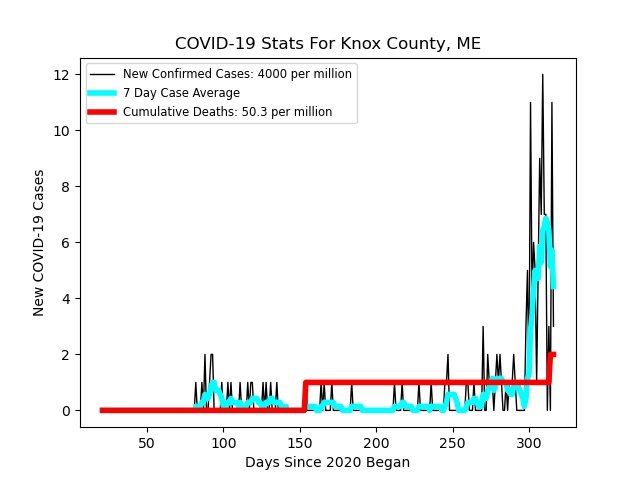 COVID-19 Stats For Knox County, ME
New Confirmed Cases: 4000 per million
7 Day Case Average
Cumulative Deaths: 50.3 per million
New COVID-19 Cases
12
10
8
6
4
2
0
50 100 150 200 250 300
Days Since 2020 Began